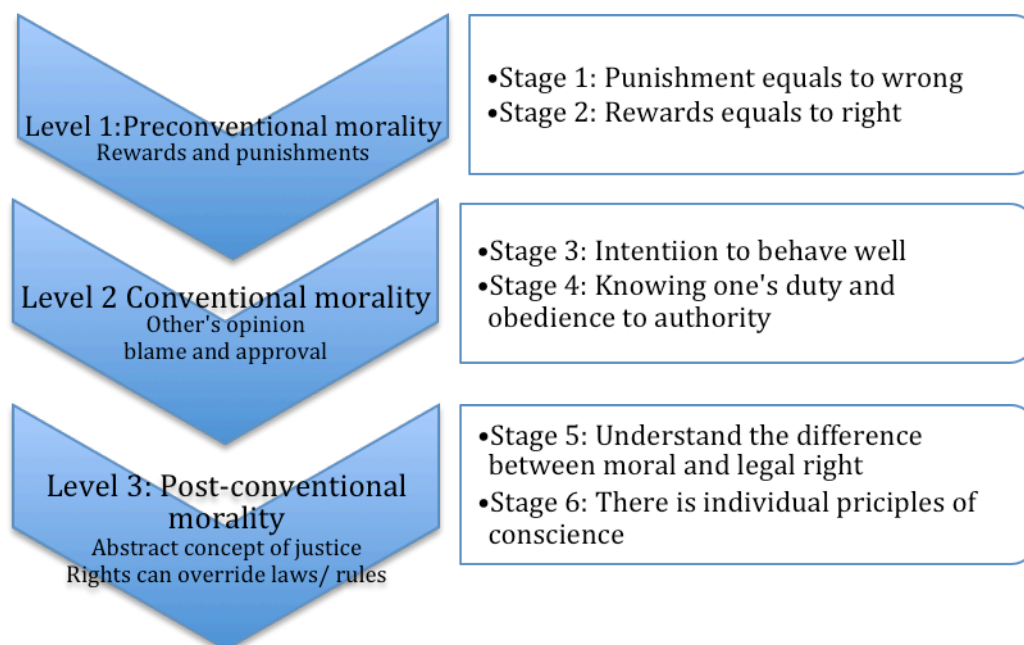 Level 1:Preconventional morality
Rewards and punishments
•Stage 1: Punishment equals to wrong
•Stage 2: Rewards equals to right
Level 2 Conventional morality
Other's opinion
blame and approval
•Stage 3: Intentiion to behave well
•Stage 4: Knowing one's duty and
obedience to authority
Level 3: Post-conventional
morality
Abstract concept of justice
Rights can override laws/ rules
•Stage 5: Understand the difference
between moral and legal right
•Stage 6: There is individual priciples of
conscience